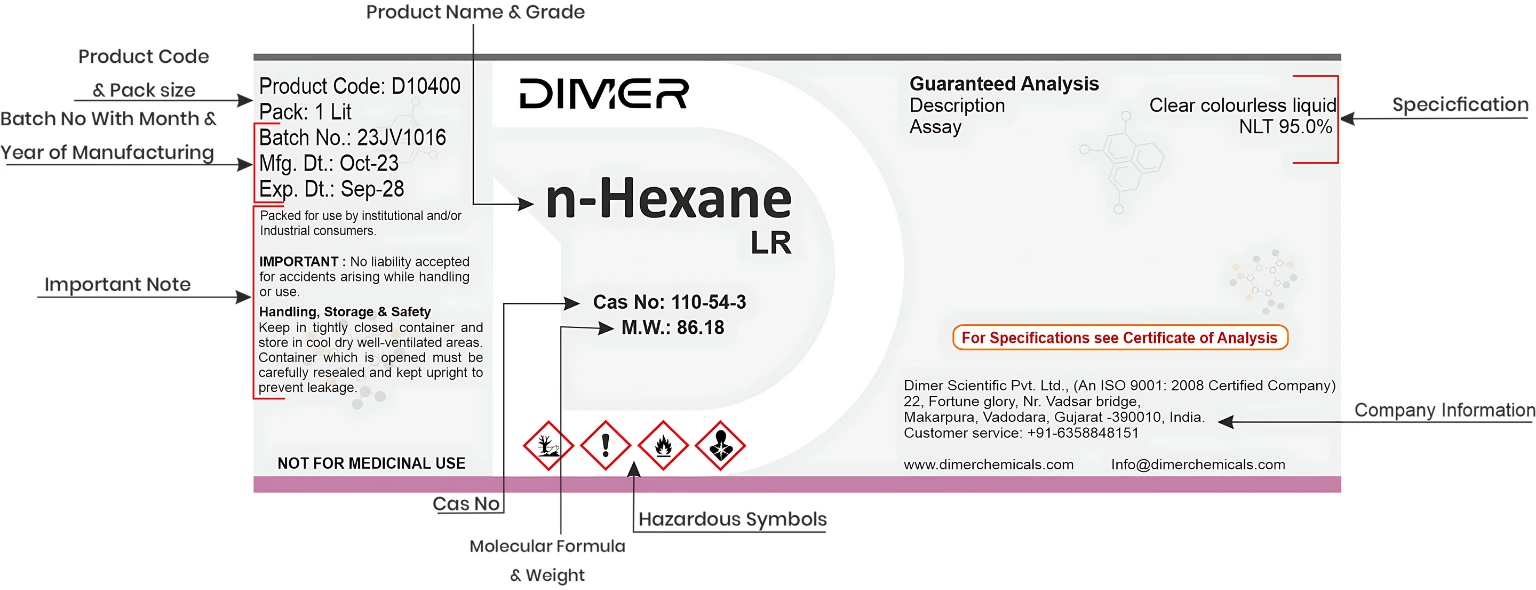 Product Name & Grade
Product Code
& Pack size
Batch No With Month &
Year of Manufacturing
Important Note
Product Code: D10400
Pack: 1 Lit
Batch No.: 23JV1016
Mfg. Dt.: Oct-23
Exp. Dt.: Sep-28
Packed for use by institutional and/or
Industrial consumers.
IMPORTANT : No liability accepted
for accidents arising while handling
or use.
Handling, Storage & Safety
Keep in tightly closed container and
store in cool dry well-ventilated areas.
Container which is opened must be
carefully resealed and kept upright to
prevent leakage.
NOT FOR MEDICINAL USE
DIMER
n-Hexane
LR
Cas No: 110-54-3
M.W.: 86.18
Guaranteed Analysis
Description Clear colourless liquid
Assay NLT 95.0%
Specicfication
For Specifications see Certificate of Analysis
Dimer Scientific Pvt. Ltd., (An ISO 9001: 2008 Certified Company)
22, Fortune glory, Nr. Vadsar bridge,
Makarpura, Vadodara, Gujarat -390010, India.
Customer service: +91-6358848151
www.dimerchemicals.com Info@dimerchemicals.com
Company Information
Cas No
Hazardous Symbols
Molecular Formula
& Weight